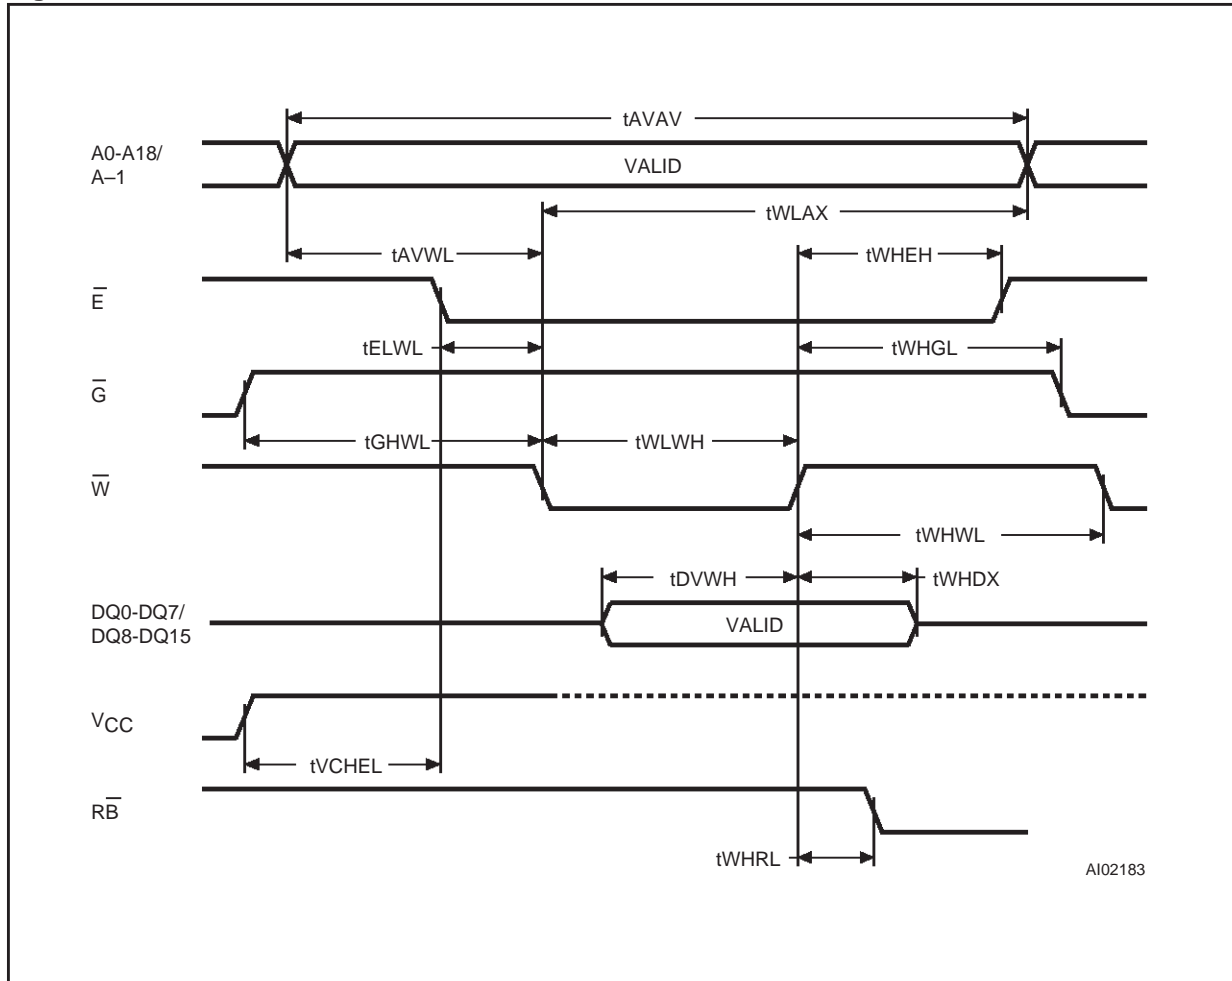 tAVAV
A0-A18/
A–1
VALID
tWLAX
tAVWL
tWHEH
E̅
tELWL
tWHGL
G̅
tGHWL
tWLWH
W̅
tWHWL
tDVWH
tWHDX
DQ0-DQ7/
DQ8-DQ15
VALID
VCC
tVCHEL
RB̅
tWHRL
AI02183